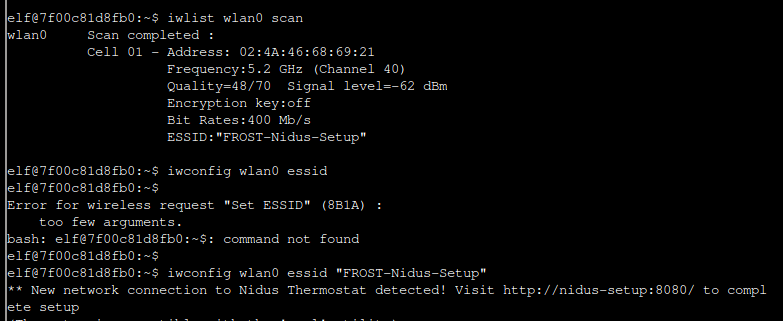 elf@7f00c81d8fb0:~$ iwlist wlan0 scan
wlan0     Scan completed :
          Cell 01 - Address: 02:4A:46:68:69:21
                    Frequency:5.2 GHz (Channel 40)
                    Quality=48/70  Signal level=-62 dBm
                    Encryption key:off
                    Bit Rates:400 Mb/s
                    ESSID:"FROST-Nidus-Setup"
elf@7f00c81d8fb0:~$ iwconfig wlan0 essid
elf@7f00c81d8fb0:~$
Error for wireless request "Set ESSID" (8B1A) :
    too few arguments.
bash: elf@7f00c81d8fb0:~$: command not found
elf@7f00c81d8fb0:~$
elf@7f00c81d8fb0:~$ iwconfig wlan0 essid "FROST-Nidus-Setup"
** New network connection to Nidus Thermostat detected! Visit http://nidus-setup:8080/ to compl
ete setup